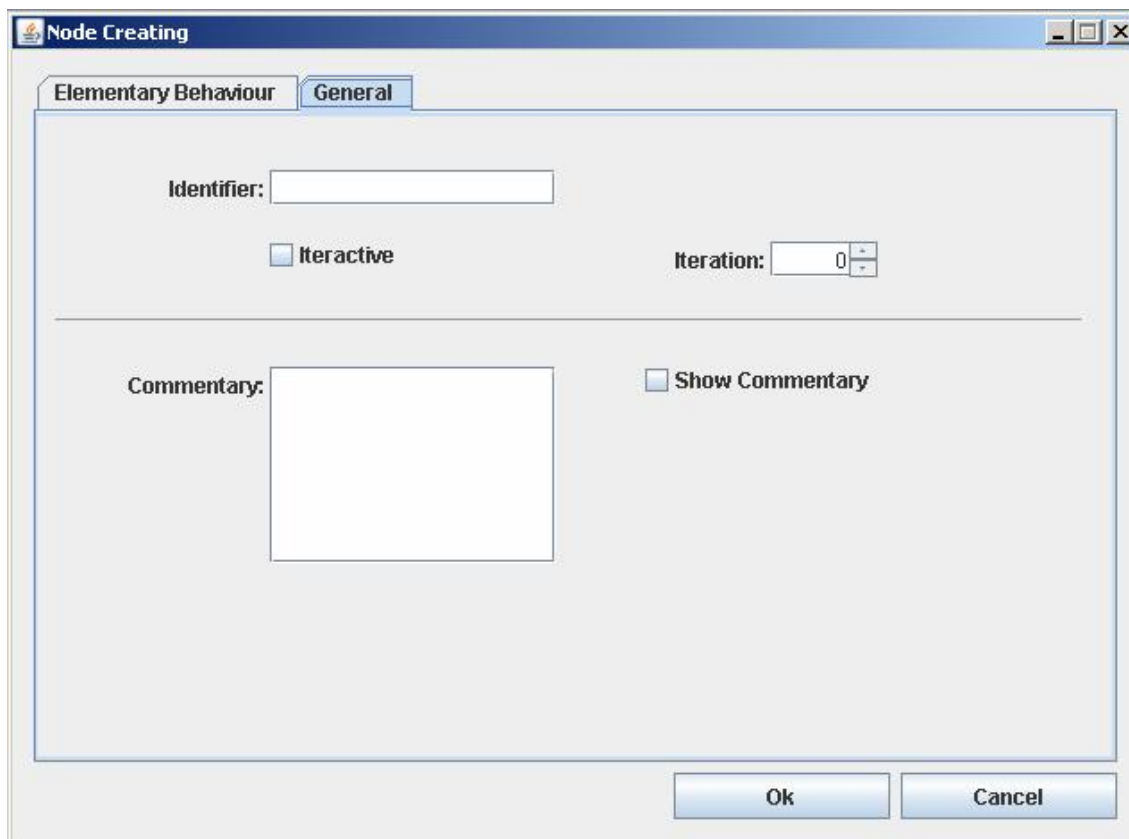 Node Creating
Elementary Behaviour
General
Identifier:
Iteractive
Iteration: 0
Commentary:
Show Commentary
Ok
Cancel